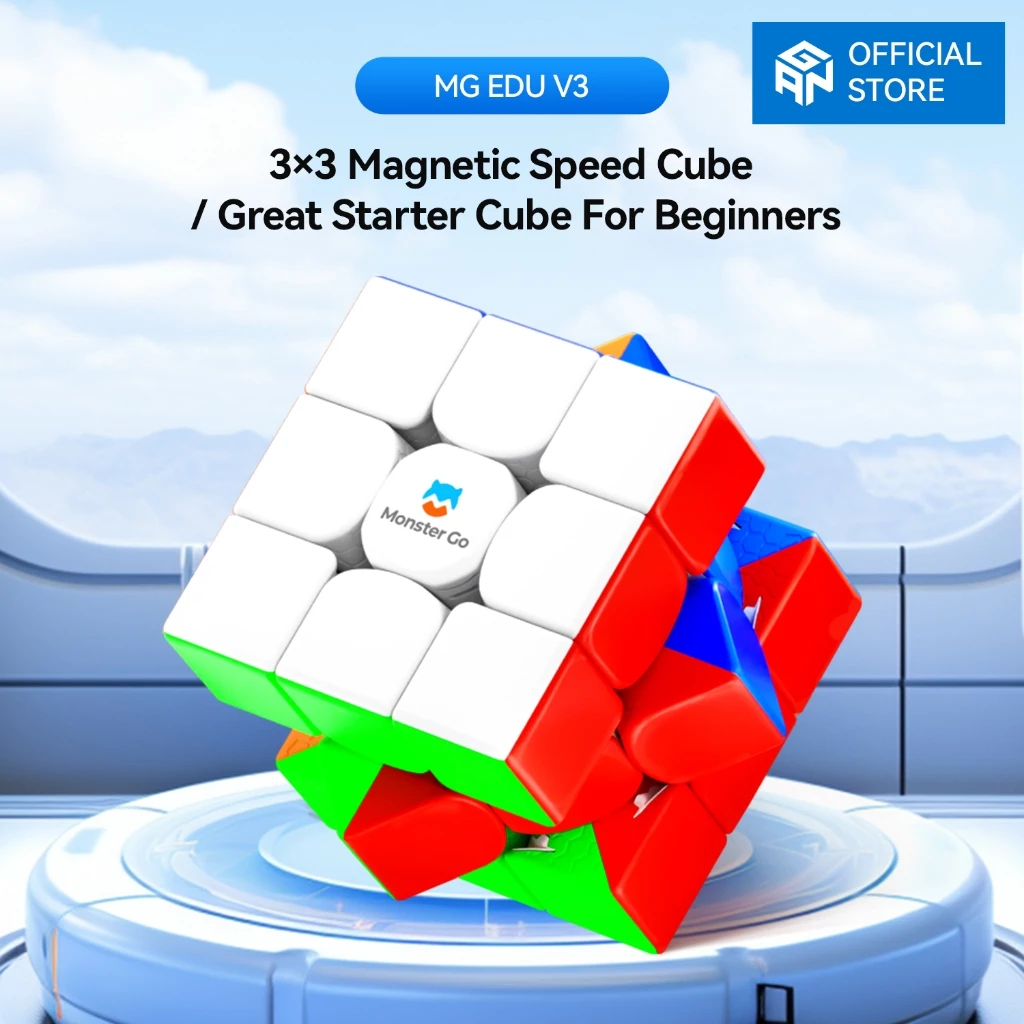 GAN
OFFICIAL
STORE
MG EDU V3
3×3 Magnetic Speed Cube
/ Great Starter Cube For Beginners
Monster Go